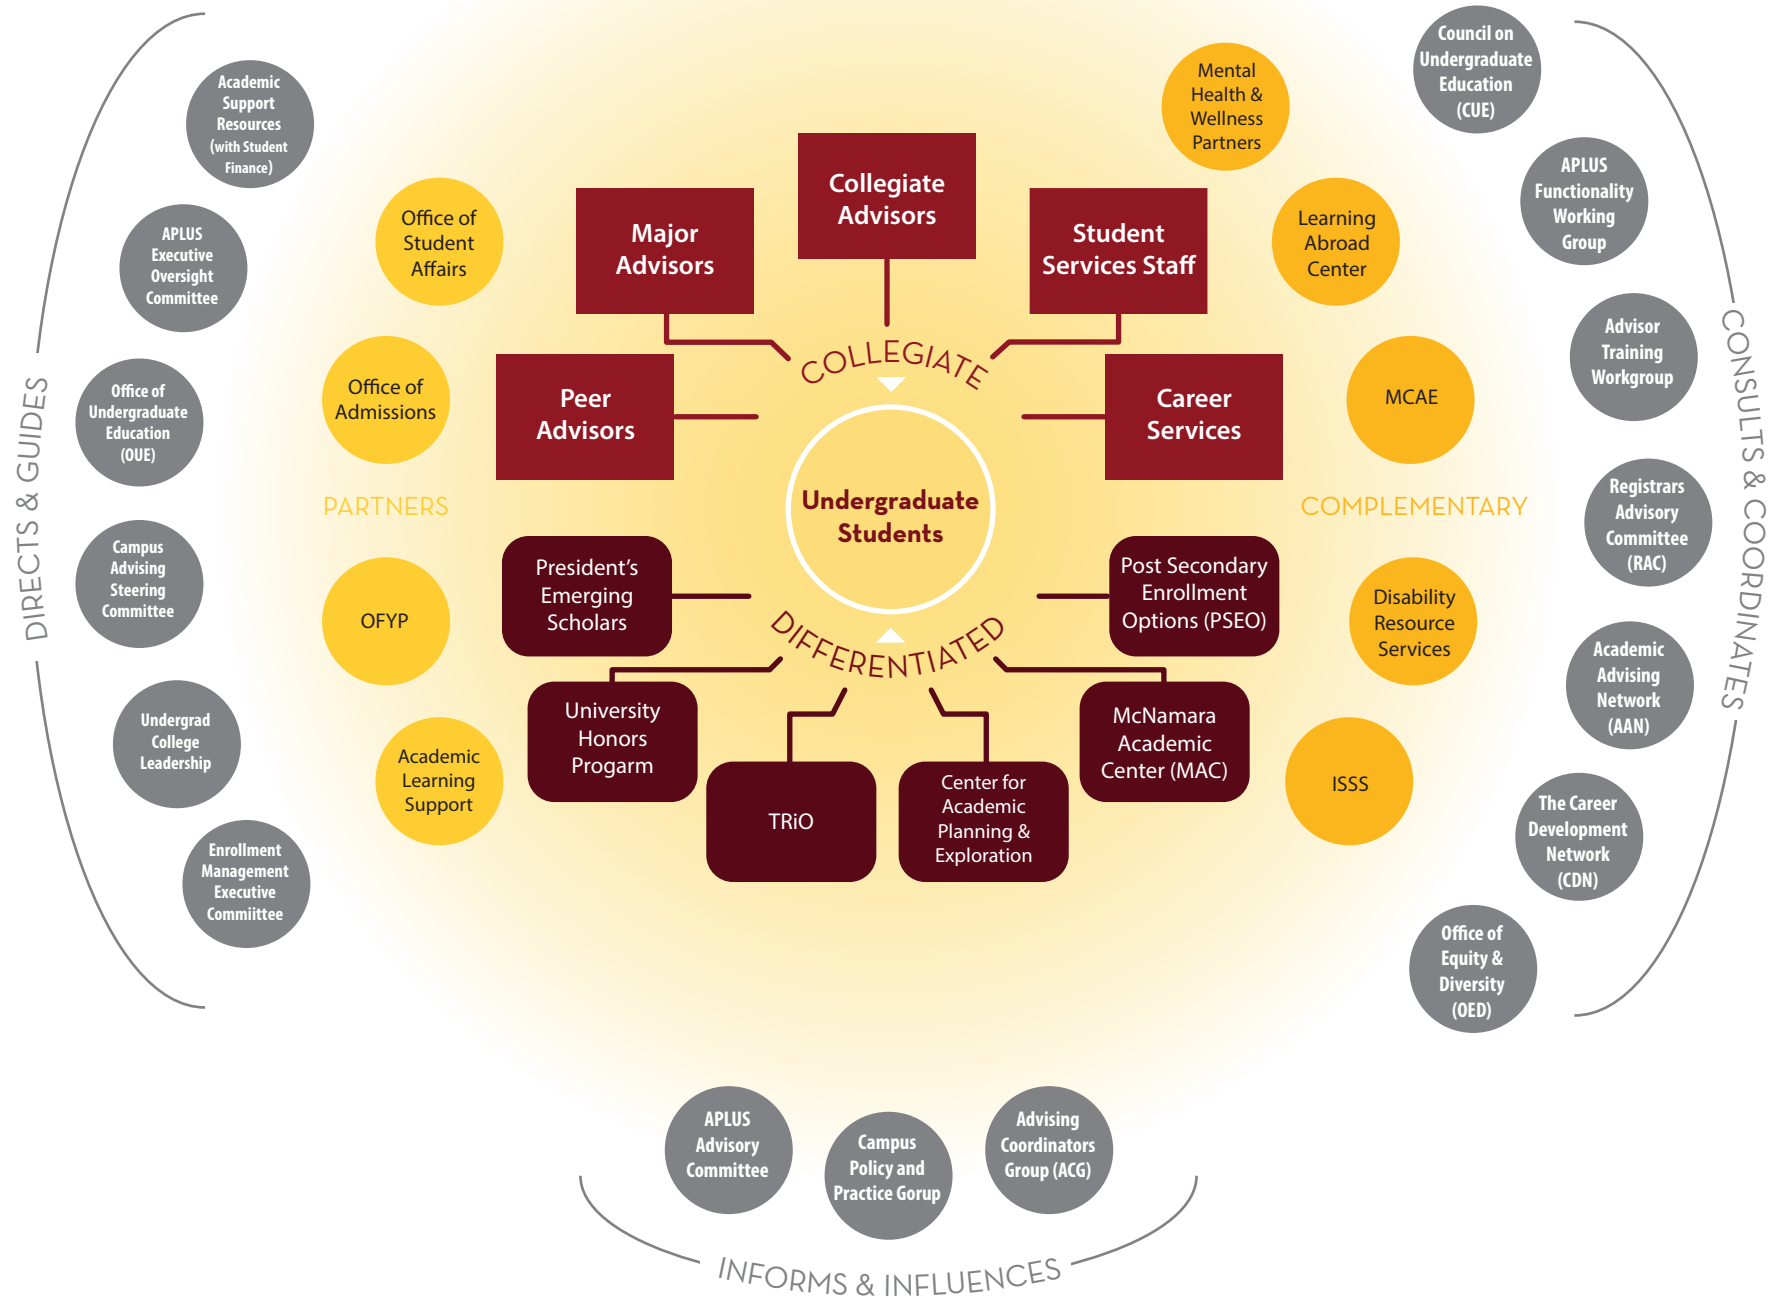 Academic
Support
Resources
(with Student
Finance)
APLUS
Executive
Oversight
Committee
Office of
Undergraduate
Education
(OUE)
Campus
Advising
Steering
Committee
Undergrad
College
Leadership
Enrollment
Management
Executive
Commiittee
DIRECTS & GUIDES
Office of
Student
Affairs
Office of
Admissions
PARTNERS
OFYP
Academic
Learning
Support
Major
Advisors
Collegiate
Advisors
Student
Services Staff
Peer
Advisors
Career
Services
COLLEGIATE
Undergraduate
Students
DIFFERENTIATED
President’s
Emerging
Scholars
University
Honors
Progarm
TRiO
Center for
Academic
Planning &
Exploration
McNamara
Academic
Center (MAC)
Post Secondary
Enrollment
Options (PSEO)
Mental
Health &
Wellness
Partners
Learning
Abroad
Center
MCAE
COMPLEMENTARY
Disability
Resource
Services
ISSS
Council on
Undergraduate
Education
(CUE)
APLUS
Functionality
Working
Group
Advisor
Training
Workgroup
Registrars
Advisory
Committee
(RAC)
Academic
Advising
Network
(AAN)
The Career
Development
Network
(CDN)
Office of
Equity &
Diversity
(OED)
CONSULTS & COORDINATES
APLUS
Advisory
Committee
Campus
Policy and
Practice Gorup
Advising
Coordinators
Group (ACG)
INFORMS & INFLUENCES